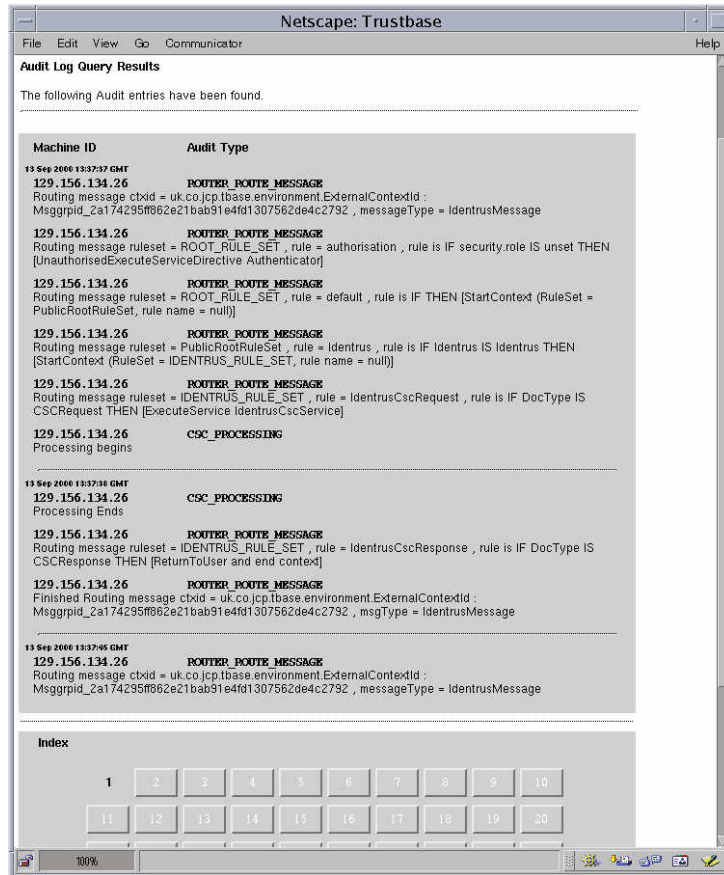 Netscape: Trustbase
File Edit View Go Communicator Help
Audit Log Query Results
The following Audit entries have been found.
Machine ID Audit Type
13 Sep 2000 13:37:37 GMT
129.156.134.26 ROUTER_ROUTE_MESSAGE
Routing message ctxid = uk.co.jcp.tbase.environment.ExternalContextId :
Msggrpid_2a174295ff862e21bab91e4fd1307562de4c2792 , messageType = IdentrusMessage
129.156.134.26 ROUTER_ROUTE_MESSAGE
Routing message ruleset = ROOT_RULE_SET , rule = authorisation , rule is IF security.role IS unset THEN
[UnauthorisedExecuteServiceDirective Authenticator]
129.156.134.26 ROUTER_ROUTE_MESSAGE
Routing message ruleset = ROOT_RULE_SET , rule = default , rule is IF THEN [StartContext (RuleSet =
PublicRootRuleSet, rule name = null)]
129.156.134.26 ROUTER_ROUTE_MESSAGE
Routing message ruleset = PublicRootRuleSet , rule = Identrus , rule is IF Identrus IS Identrus THEN
[StartContext (RuleSet = IDENTRUS_RULE_SET, rule name = null)]
129.156.134.26 ROUTER_ROUTE_MESSAGE
Routing message ruleset = IDENTRUS_RULE_SET , rule = IdentrusCscRequest , rule is IF DocType IS
CSCRequest THEN [ExecuteService IdentrusCscService]
129.156.134.26 CSC_PROCESSING
Processing begins
13 Sep 2000 13:37:38 GMT
129.156.134.26 CSC_PROCESSING
Processing Ends
129.156.134.26 ROUTER_ROUTE_MESSAGE
Routing message ruleset = IDENTRUS_RULE_SET , rule = IdentrusCscResponse , rule is IF DocType IS
CSCResponse THEN [ReturnToUser and end context]
129.156.134.26 ROUTER_ROUTE_MESSAGE
Finished Routing message ctxid = uk.co.jcp.tbase.environment.ExternalContextId :
Msggrpid_2a174295ff862e21bab91e4fd1307562de4c2792 , msgType = IdentrusMessage
13 Sep 2000 13:37:45 GMT
129.156.134.26 ROUTER_ROUTE_MESSAGE
Routing message ctxid = uk.co.jcp.tbase.environment.ExternalContextId :
Msggrpid_2a174295ff862e21bab91e4fd1307562de4c2792 , messageType = IdentrusMessage
Index
1 2 3 4 5 6 7 8 9 10
11 12 13 14 15 16 17 18 19 20
100%